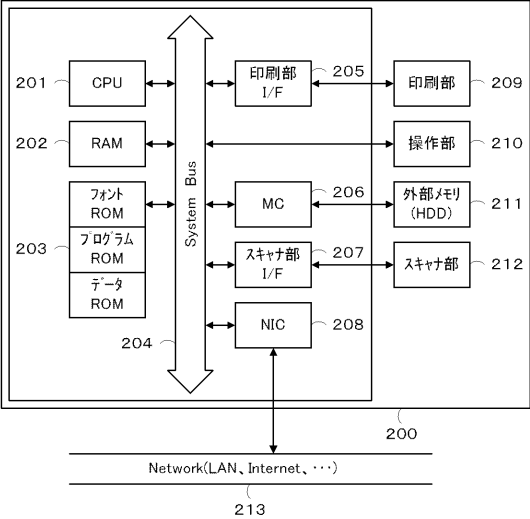 201
CPU
印刷部
I/F
205
印刷部
209
202
RAM
操作部
210
フォント
ROM
203
プログラム
ROM
データ
ROM
System Bus
MC
206
外部メモリ
(HDD)
211
スキャナ部
I/F
207
スキャナ部
212
204
NIC
208
200
Network(LAN、Internet、･･･)
213